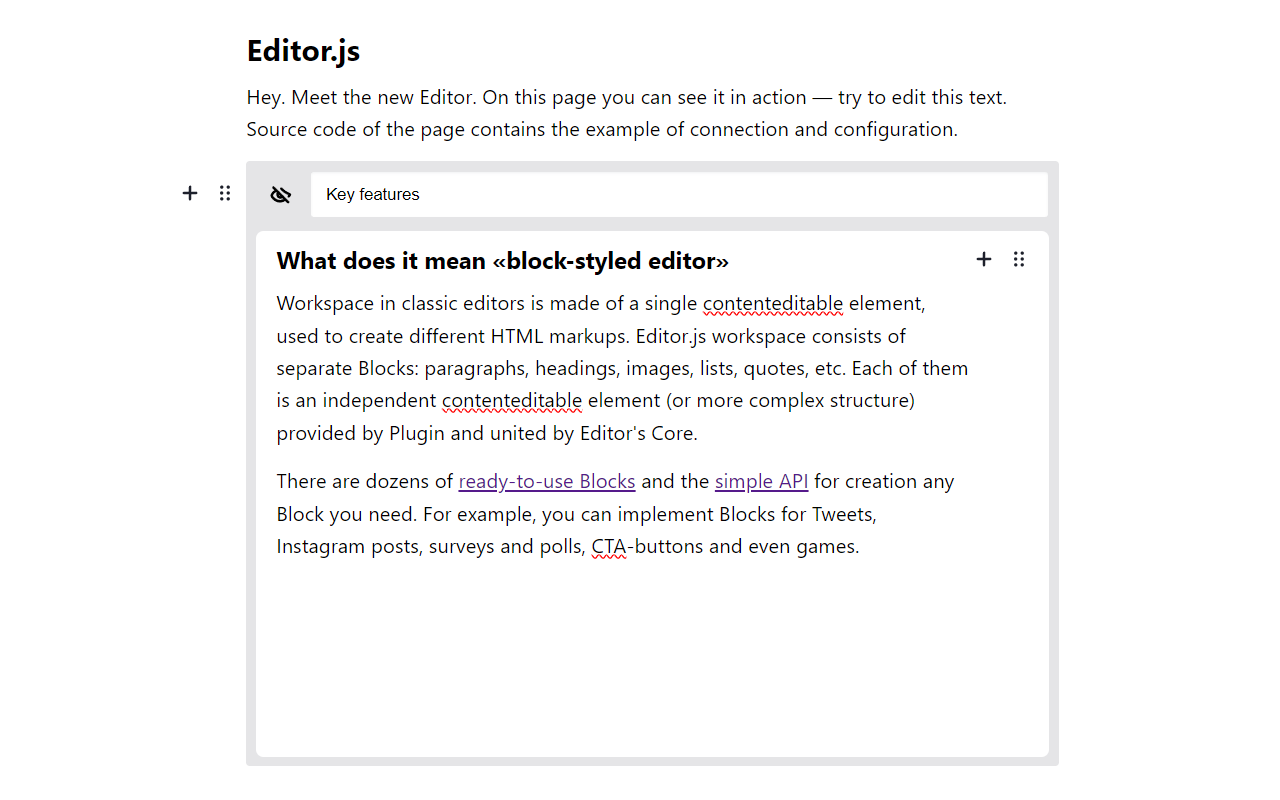 Editor.js
Hey. Meet the new Editor. On this page you can see it in action — try to edit this text.
Source code of the page contains the example of connection and configuration.
Key features
What does it mean «block-styled editor»
Workspace in classic editors is made of a single contenteditable element,
used to create different HTML markups. Editor.js workspace consists of
separate Blocks: paragraphs, headings, images, lists, quotes, etc. Each of them
is an independent contenteditable element (or more complex structure)
provided by Plugin and united by Editor's Core.
There are dozens of ready-to-use Blocks and the simple API for creation any
Block you need. For example, you can implement Blocks for Tweets,
Instagram posts, surveys and polls, CTA-buttons and even games.